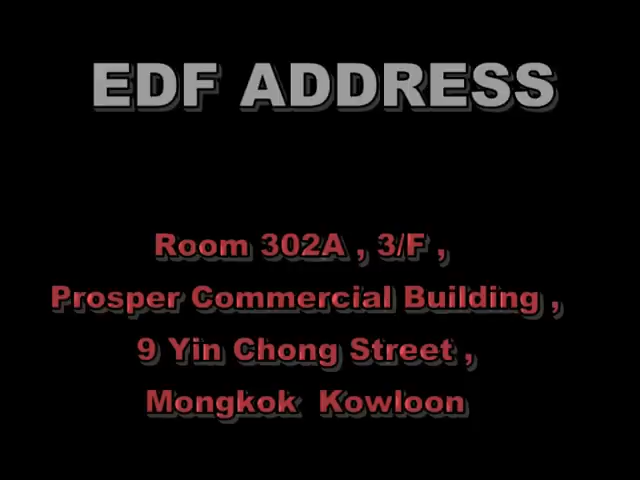 EDF ADDRESS
Room 302A , 3/F ,
Prosper Commercial Building ,
9 Yin Chong Street ,
Mongkok  Kowloon